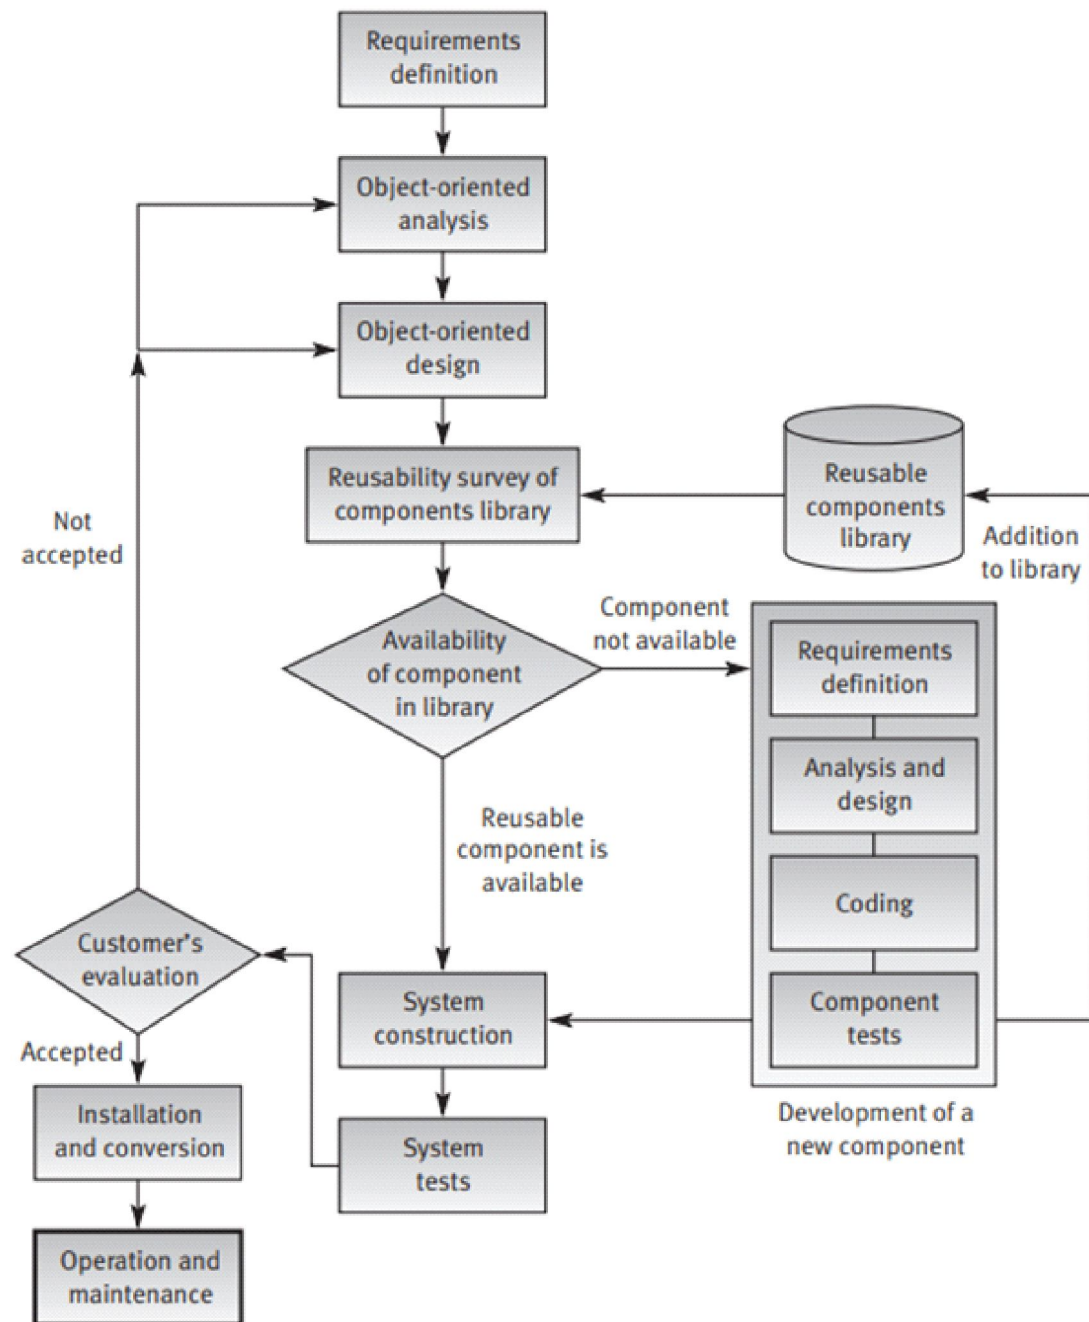 Requirements
definition
Object-oriented
analysis
Object-oriented
design
Reusability survey of
components library
Reusable
components
library
Not
accepted
Addition
to library
Component
not available
Availability
of component
in library
Requirements
definition
Analysis and
design
Reusable
component is
available
Coding
Customer's
evaluation
System
construction
Component
tests
Accepted
Installation
and conversion
System
tests
Development of a
new component
Operation and
maintenance